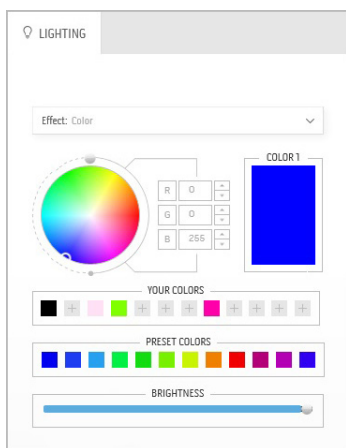 LIGHTING
Effect: Color
COLOR 1
R 0
G 0
B 255
YOUR COLORS
PRESET COLORS
BRIGHTNESS